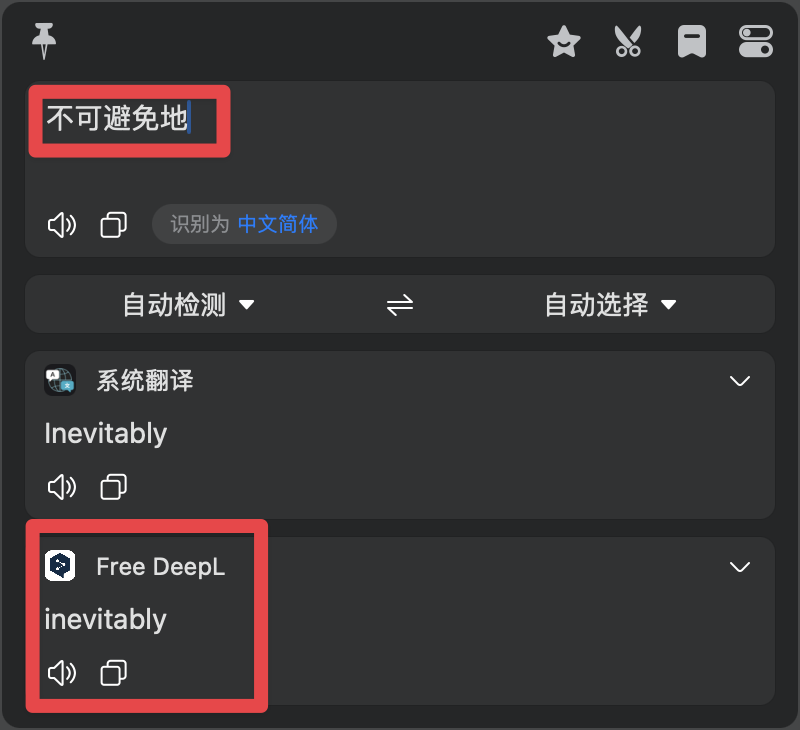 不可避免地
识别为 中文简体
自动检测 自动选择
系统翻译
Inevitably
Free DeepL
inevitably